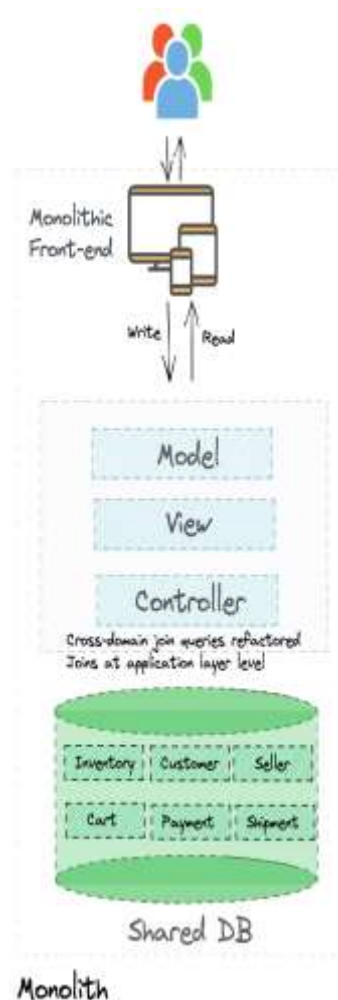 Monolithic
Front-end
Write
Read
Model
View
Controller
Cross-domain join queries refactored
Joins at application layer level
Inventory
Customer
Seller
Cart
Payment
Shipment
Shared DB
Monolith